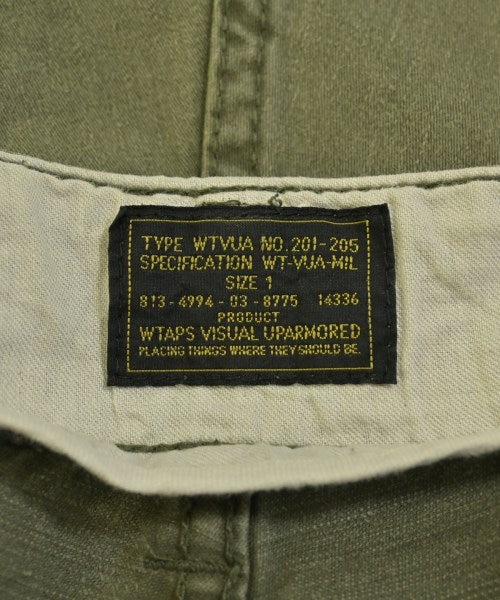 TYPE WTVUA NO. 201-205
SPECIFICATION WT-VUA-MIL
SIZE 1
813-4994-03-8775 14336
PRODUCT
WTAPS VISUAL UPARMORED
PLACING THINGS WHERE THEY SHOULD BE.